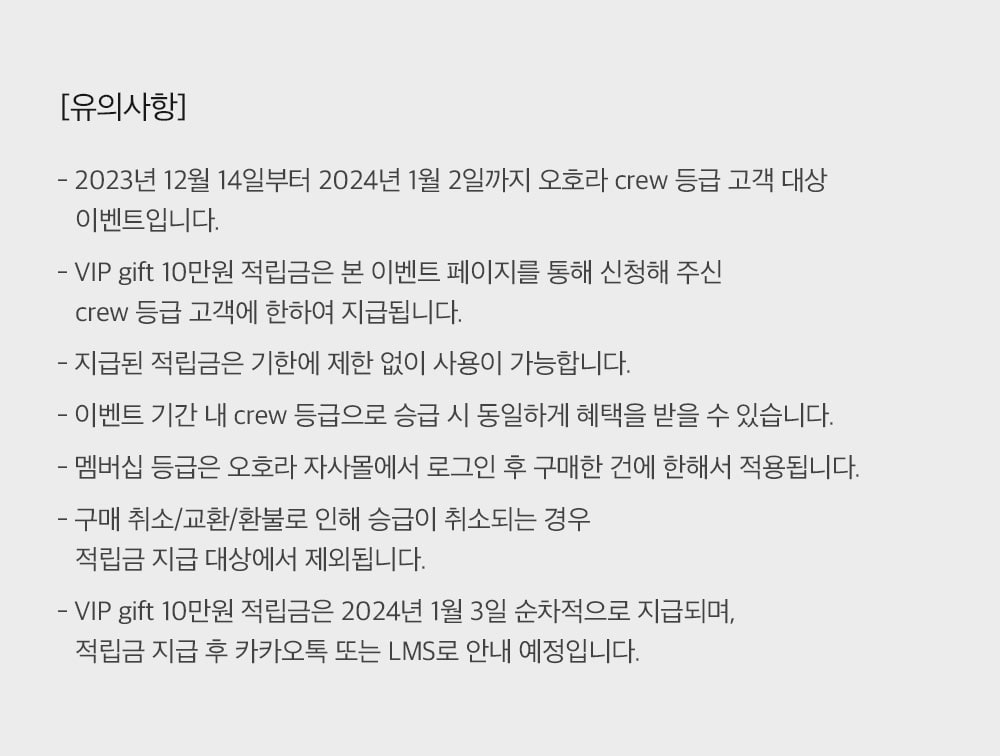 [유의사항]
- 2023년 12월 14일부터 2024년 1월 2일까지 오호라 crew 등급 고객 대상
이벤트입니다.
- VIP gift 10만원 적립금은 본 이벤트 페이지를 통해 신청해 주신
crew 등급 고객에 한하여 지급됩니다.
- 지급된 적립금은 기한에 제한 없이 사용이 가능합니다.
- 이벤트 기간 내 crew 등급으로 승급 시 동일하게 혜택을 받을 수 있습니다.
- 멤버십 등급은 오호라 자사몰에서 로그인 후 구매한 건에 한해서 적용됩니다.
- 구매 취소/교환/환불로 인해 승급이 취소되는 경우
적립금 지급 대상에서 제외됩니다.
- VIP gift 10만원 적립금은 2024년 1월 3일 순차적으로 지급되며,
적립금 지급 후 카카오톡 또는 LMS로 안내 예정입니다.